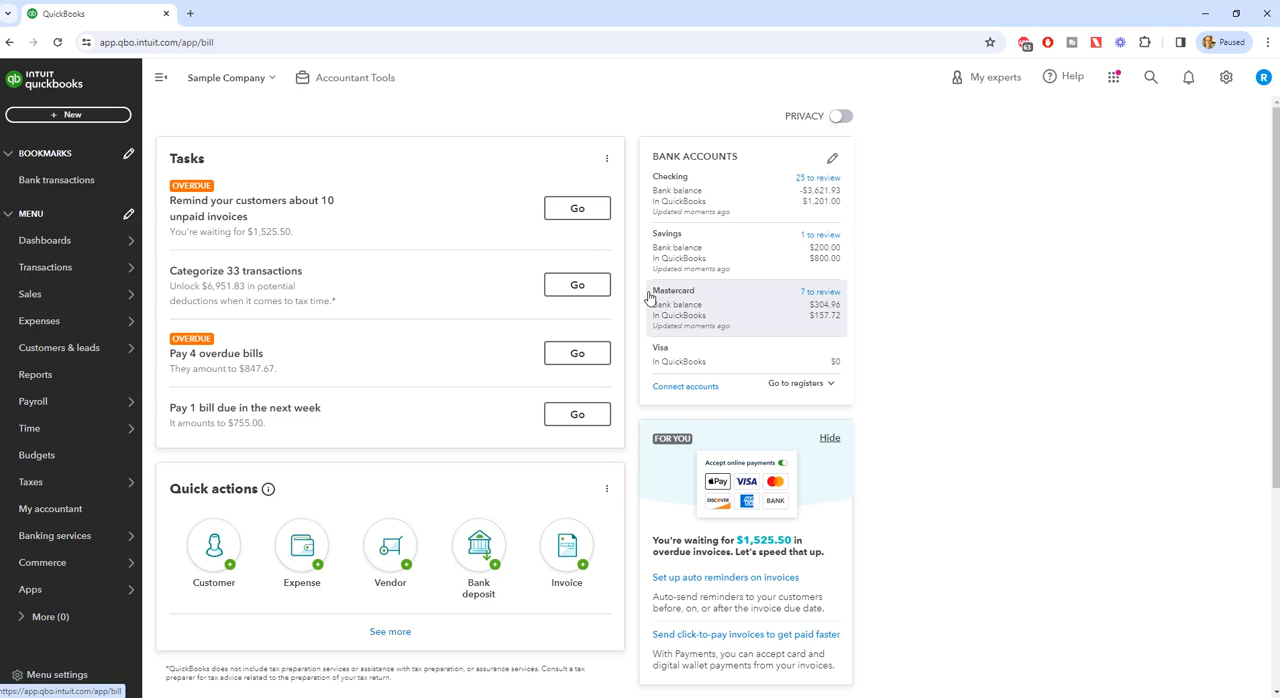 QuickBooks
app.qbo.intuit.com/app/bill
63
Paused
INTUIT
quickbooks
Sample Company
Accountant Tools
My experts
Help
R
+ New
BOOKMARKS
Bank transactions
MENU
Dashboards
Transactions
Sales
Expenses
Customers & leads
Reports
Payroll
Time
Budgets
Taxes
My accountant
Banking services
Commerce
Apps
More (0)
Menu settings
https://app.qbo.intuit.com/app/bill
PRIVACY
Tasks
OVERDUE
Remind your customers about 10
unpaid invoices
You're waiting for $1,525.50.
Go
Categorize 33 transactions
Unlock $6,951.83 in potential
deductions when it comes to tax time.*
Go
OVERDUE
Pay 4 overdue bills
They amount to $847.67.
Go
Pay 1 bill due in the next week
It amounts to $755.00.
Go
Quick actions
Customer
Expense
Vendor
Bank
deposit
Invoice
See more
*QuickBooks does not include tax preparation services or assistance with tax preparation, or assurance services. Consult a tax
preparer for tax advice related to the preparation of your tax return.
BANK ACCOUNTS
Checking 25 to review
Bank balance -$3,621.93
In QuickBooks $1,201.00
Updated moments ago
Savings 1 to review
Bank balance $200.00
In QuickBooks $800.00
Updated moments ago
Mastercard 7 to review
Bank balance $304.96
In QuickBooks $157.72
Updated moments ago
Visa
In QuickBooks $0
Connect accounts Go to registers
FOR YOU Hide
Accept online payments
Pay VISA
DISCOVER BANK
You're waiting for $1,525.50 in
overdue invoices. Let's speed that up.
Set up auto reminders on invoices
Auto-send reminders to your customers
before, on, or after the invoice due date.
Send click-to-pay invoices to get paid faster
With Payments, you can accept card and
digital wallet payments from your invoices.